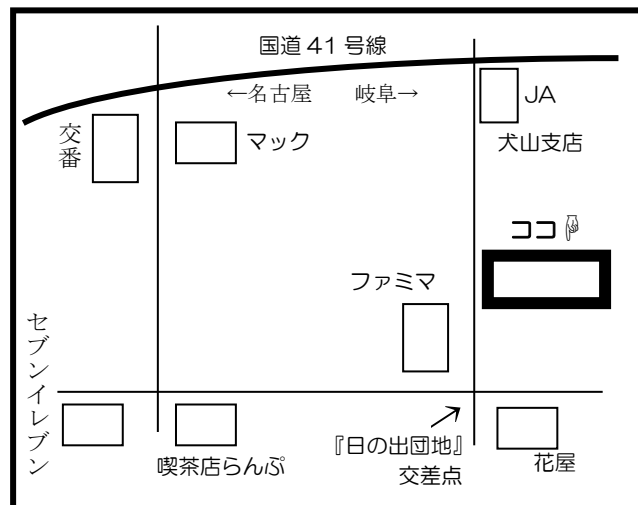 国道 41 号線
←名古屋　岐阜→
JA
犬山支店
交番
マック
ココ☟
ファミマ
セブンイレブン
喫茶店らんぷ
『日の出団地』
交差点
花屋